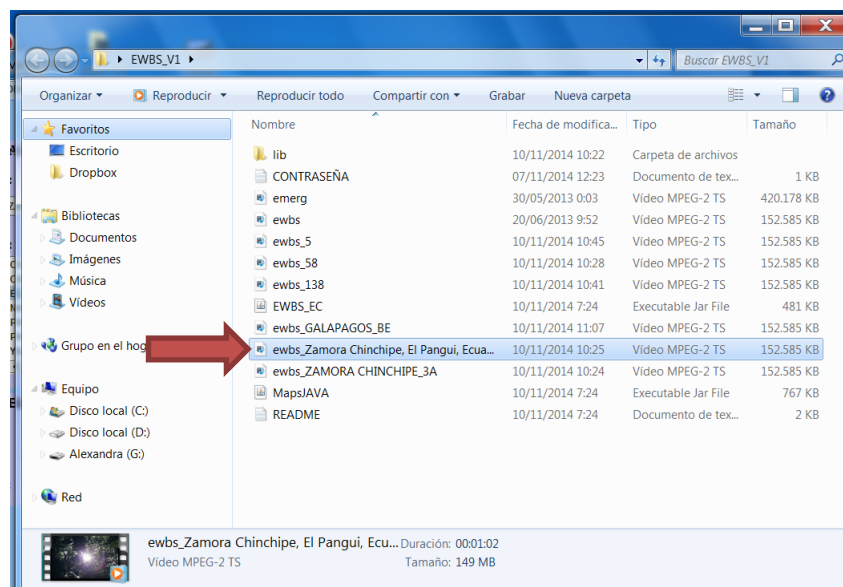 EWBS_V1
Buscar EWBS_V1
Organizar Reproducir Reproducir todo Compartir con Grabar Nueva carpeta
Nombre Fecha de modifica... Tipo Tamaño
Favoritos
Escritorio
Dropbox
Bibliotecas
Documentos
Imágenes
Música
Vídeos
Grupo en el hog
Equipo
Disco local (C:)
Disco local (D:)
Alexandra (G:)
Red
lib 10/11/2014 10:22 Carpeta de archivos
CONTRASEÑA 07/11/2014 12:23 Documento de tex... 1 KB
emerg 30/05/2013 0:03 Vídeo MPEG-2 TS 420.178 KB
ewbs 20/06/2013 9:52 Vídeo MPEG-2 TS 152.585 KB
ewbs_5 10/11/2014 10:45 Vídeo MPEG-2 TS 152.585 KB
ewbs_58 10/11/2014 10:28 Vídeo MPEG-2 TS 152.585 KB
ewbs_138 10/11/2014 10:41 Vídeo MPEG-2 TS 152.585 KB
EWBS_EC 10/11/2014 7:24 Executable Jar File 481 KB
ewbs_GALAPAGOS_BE 10/11/2014 11:07 Vídeo MPEG-2 TS 152.585 KB
ewbs_Zamora Chinchipe, El Pangui, Ecua... 10/11/2014 10:25 Vídeo MPEG-2 TS 152.585 KB
ewbs_ZAMORA CHINCHIPE_3A 10/11/2014 10:24 Vídeo MPEG-2 TS 152.585 KB
MapsJAVA 10/11/2014 7:24 Executable Jar File 767 KB
README 10/11/2014 7:24 Documento de tex... 2 KB
ewbs_Zamora Chinchipe, El Pangui, Ecu... Duración: 00:01:02
Vídeo MPEG-2 TS Tamaño: 149 MB